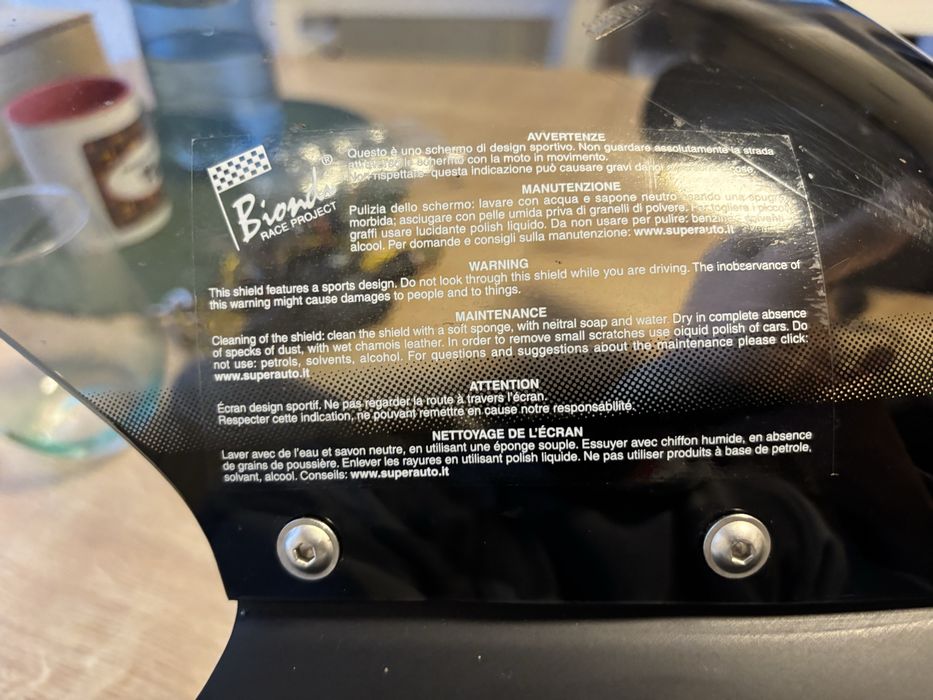 Biondi ®
RACE PROJECT
AVVERTENZE
Questo è uno schermo di design sportivo. Non guardare assolutamente la strada
attraverso lo schermo con la moto in movimento.
Non rispettare questa indicazione può causare gravi danni a cose.
MANUTENZIONE
Pulizia dello schermo: lavare con acqua e sapone neutro usando una spugna
morbida; asciugare con pelle umida priva di granelli di polvere. Per togliere i piccoli
graffi usare lucidante polish liquido. Da non usare per pulire: benzine, solventi,
alcool. Per domande e consigli sulla manutenzione: www.superauto.it
WARNING
This shield features a sports design. Do not look through this shield while you are driving. The inobservance of
this warning might cause damages to people and to things.
MAINTENANCE
Cleaning of the shield: clean the shield with a soft sponge, with neitral soap and water. Dry in complete absence
of specks of dust, with wet chamois leather. In order to remove small scratches use oiquid polish of cars. Do
not use: petrols, solvents, alcohol. For questions and suggestions about the maintenance please click:
www.superauto.it
ATTENTION
Écran design sportif. Ne pas regarder la route à travers l'écran.
Respecter cette indication, ne pouvant remettre en cause notre responsabilité.
NETTOYAGE DE L'ÉCRAN
Laver avec de l'eau et savon neutre, en utilisant une éponge souple. Essuyer avec chiffon humide, en absence
de grains de poussière. Enlever les rayures en utilisant polish liquide. Ne pas utiliser produits à base de petrole,
solvant, alcool. Conseils: www.superauto.it